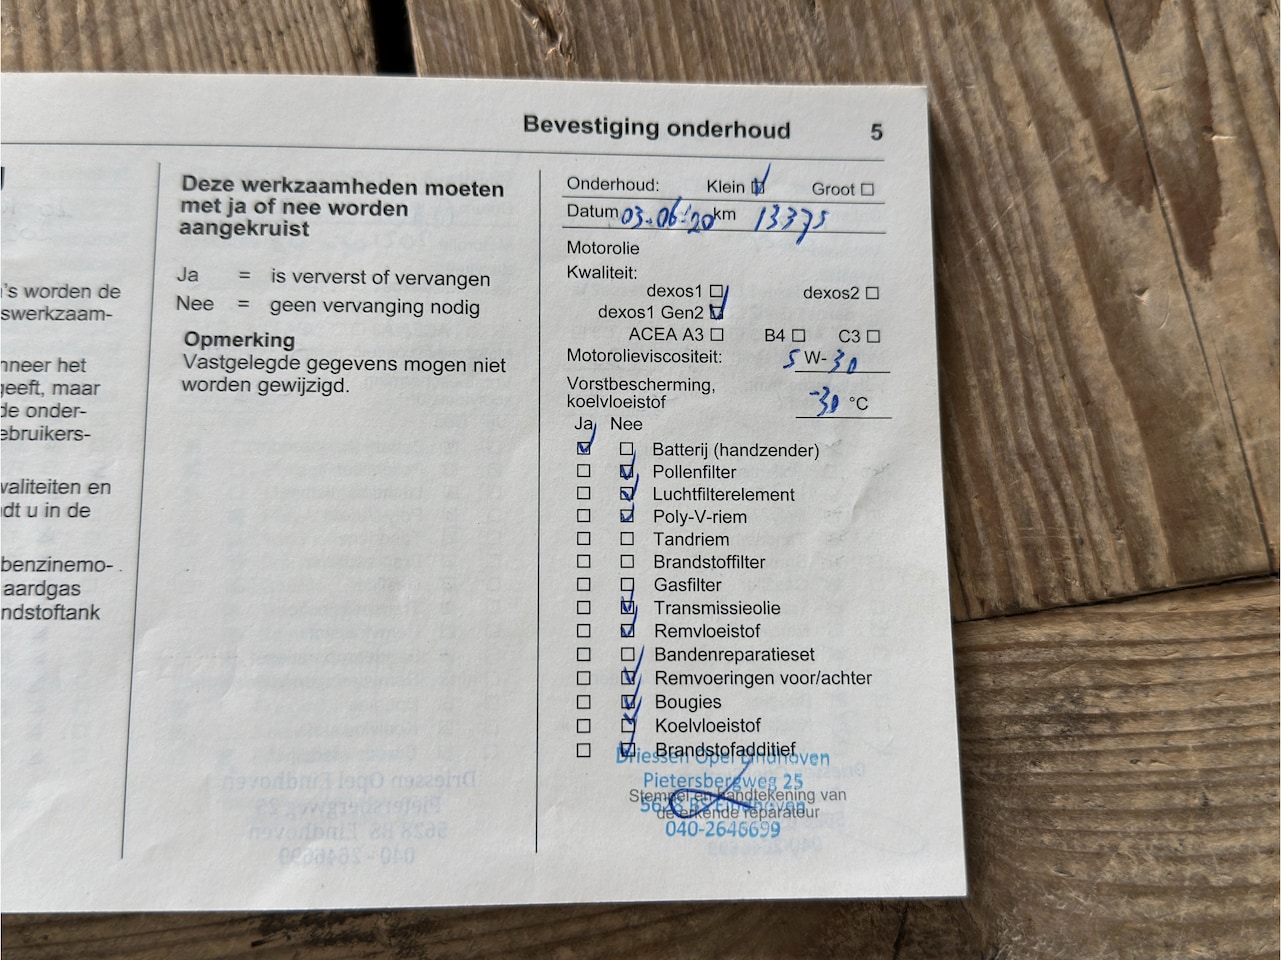 Bevestiging onderhoud 5
's worden de
swerkzaam-
nneer het
geeft, maar
de onder-
ebruikers-
valiteiten en
dt u in de
benzinemo-
aardgas
ndstoftank
Deze werkzaamheden moeten
met ja of nee worden
aangekruist
Ja = is ververst of vervangen
Nee = geen vervanging nodig
Opmerking
Vastgelegde gegevens mogen niet
worden gewijzigd.
Onderhoud: Klein Groot
Datum 03-06-'20 km 13375
Motorolie
Kwaliteit:
dexos1 dexos2
dexos1 Gen2
ACEA A3 B4 C3
Motorolieviscositeit: 5 W- 30
Vorstbescherming,
koelvloeistof -30 °C
Ja Nee
Batterij (handzender)
Pollenfilter
Luchtfilterelement
Poly-V-riem
Tandriem
Brandstoffilter
Gasfilter
Transmissieolie
Remvloeistof
Bandenreparatieset
Remvoeringen voor/achter
Bougies
Koelvloeistof
Brandstofadditief
Driessen Opel Eindhoven
Pietersbergweg 25
Stempel en handtekening van
Eindhoven
de erkende reparateur
040-2646699